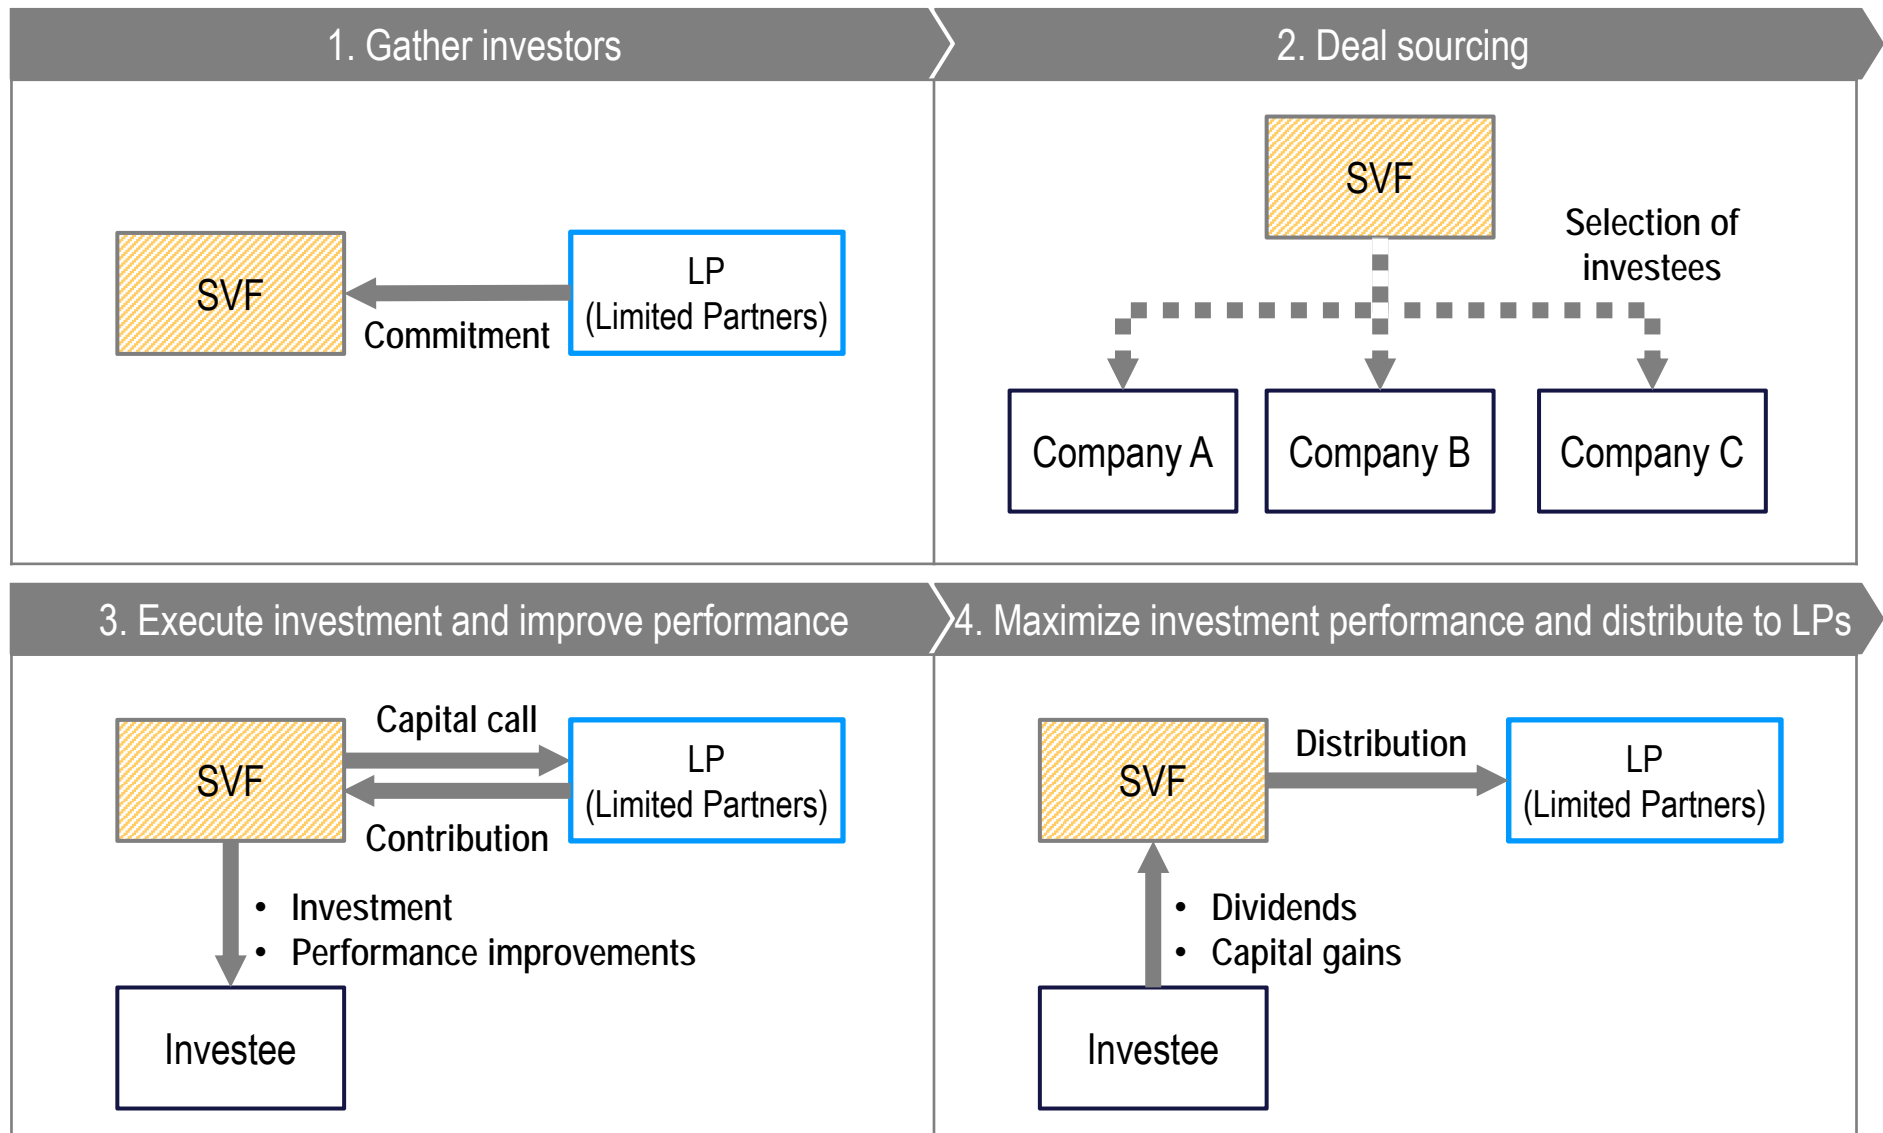 1. Gather investors
SVF
Commitment
LP
(Limited Partners)
2. Deal sourcing
SVF
Selection of
investees
Company A
Company B
Company C
3. Execute investment and improve performance
SVF
Capital call
Contribution
LP
(Limited Partners)
• Investment
• Performance improvements
Investee
4. Maximize investment performance and distribute to LPs
SVF
Distribution
LP
(Limited Partners)
• Dividends
• Capital gains
Investee